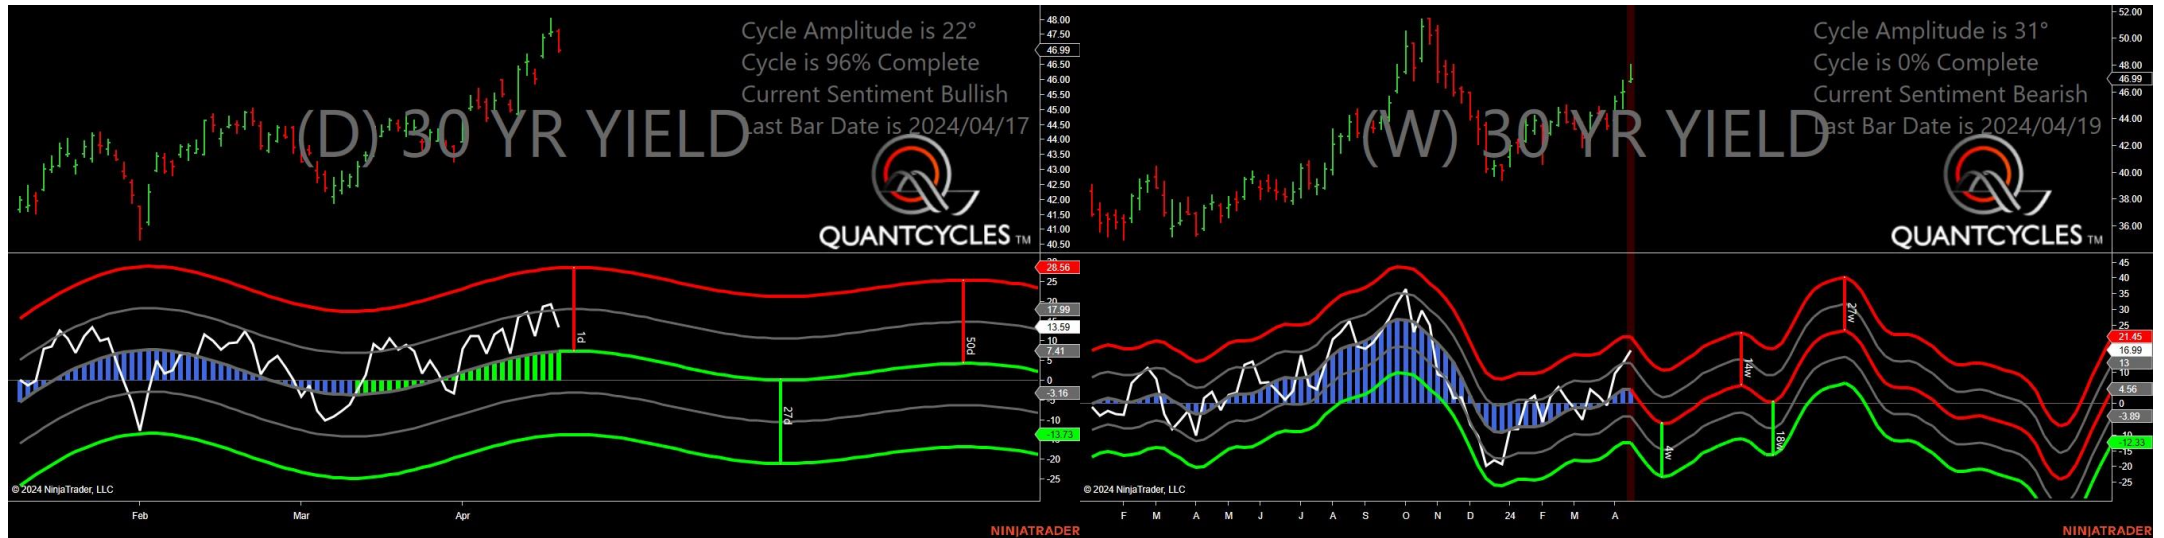 Cycle Amplitude is 22°
Cycle is 96% Complete
Current Sentiment Bullish
Last Bar Date is 2024/04/17
(D) 30 YR YIELD
QUANTCYCLES TM
48.00
47.50
46.99
46.50
46.00
45.50
45.00
44.50
44.00
43.50
43.00
42.50
42.00
41.50
41.00
40.50
28.56
25
17.99
13.59
7.41
5
0
-3.16
-10
-13.73
-20
-25
1d
27d
50d
© 2024 NinjaTrader, LLC
Feb Mar Apr
NINJATRADER
Cycle Amplitude is 31°
Cycle is 0% Complete
Current Sentiment Bearish
Last Bar Date is 2024/04/19
(W) 30 YR YIELD
QUANTCYCLES TM
52.00
50.00
48.00
46.99
46.00
44.00
42.00
40.00
38.00
36.00
45
40
35
30
25
21.45
16.99
13
10
4.56
0
-3.89
-12.33
-15
-20
-25
4w
14w
18w
27w
© 2024 NinjaTrader, LLC
F M A M J J A S O N D 24 F M A
NINJATRADER